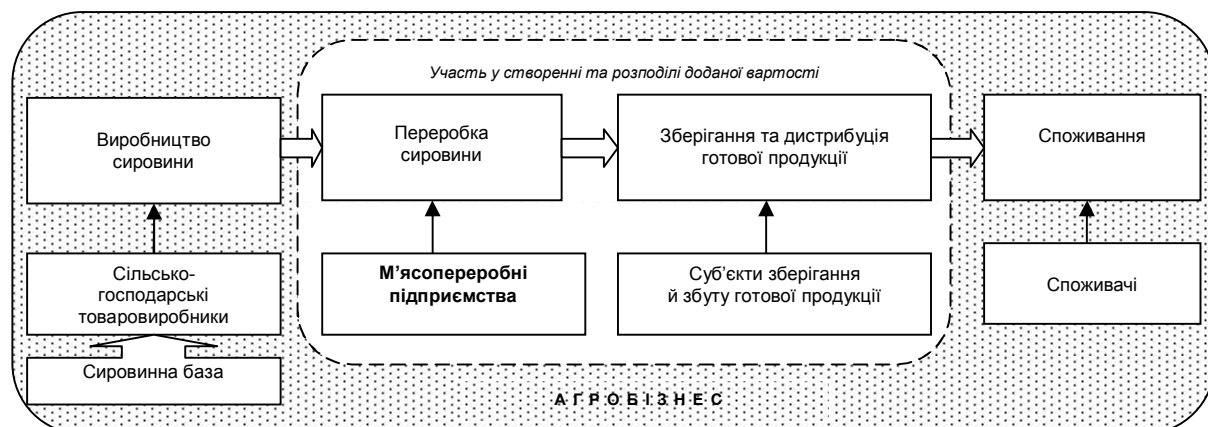 Участь у створенні та розподілі доданої вартості
Виробництво
сировини
Переробка
сировини
Зберігання та дистрибуція
готової продукції
Споживання
Сільсько-
господарські
товаровиробники
М’ясопереробні
підприємства
Суб’єкти зберігання
й збуту готової продукції
Споживачі
Сировинна база
АГРОБІЗНЕС